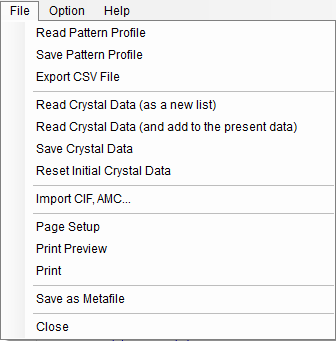 File Option Help
Read Pattern Profile
Save Pattern Profile
Export CSV File
Read Crystal Data (as a new list)
Read Crystal Data (and add to the present data)
Save Crystal Data
Reset Initial Crystal Data
Import CIF, AMC...
Page Setup
Print Preview
Print
Save as Metafile
Close